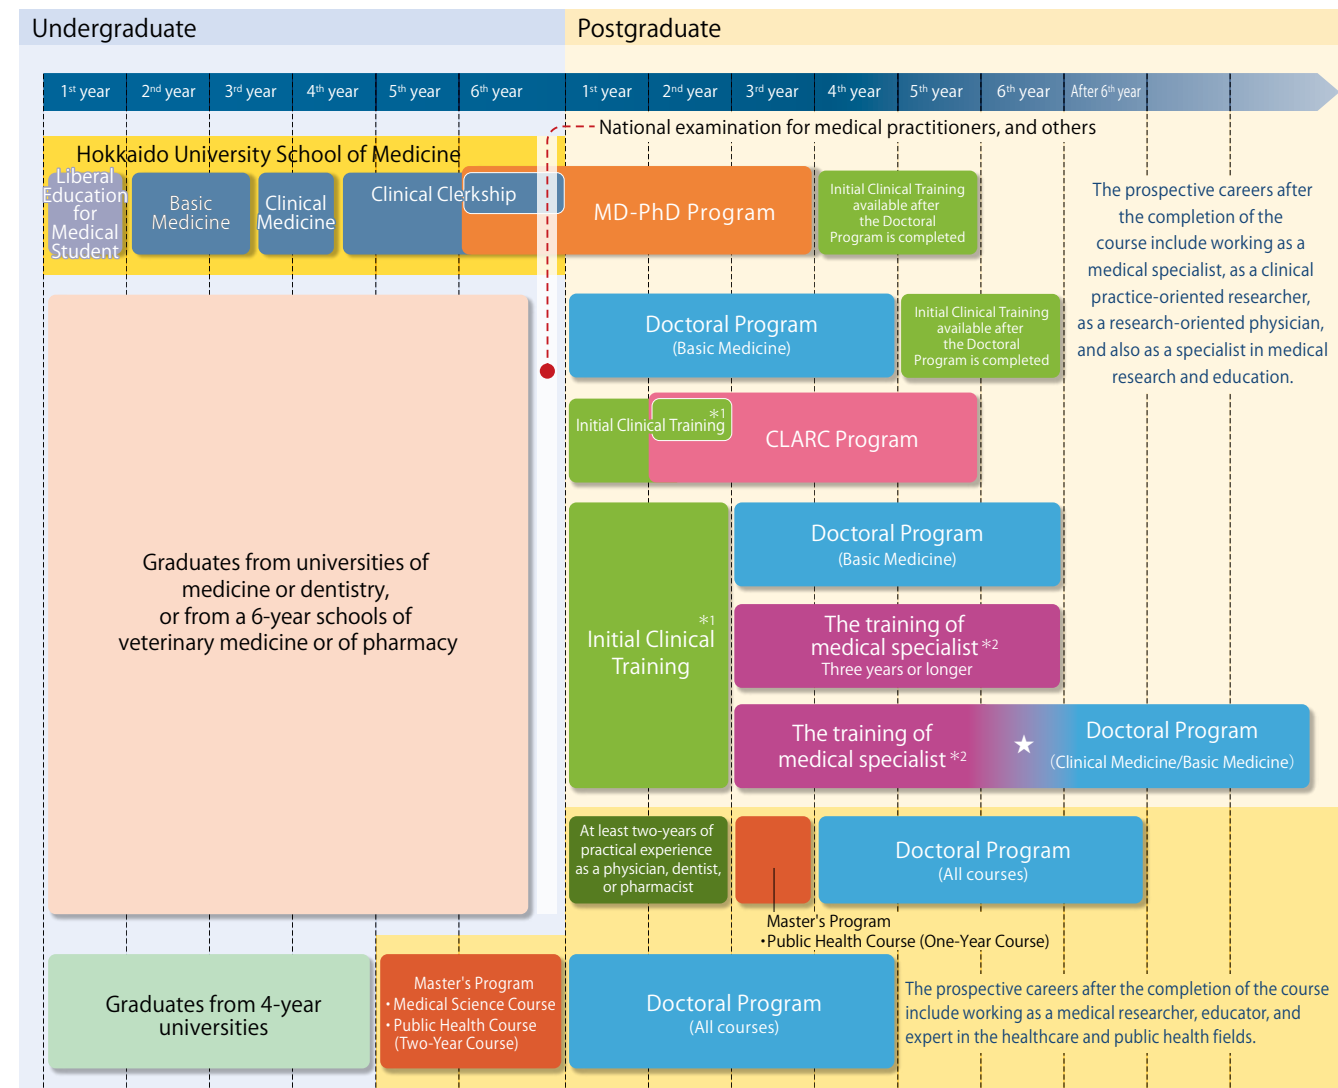 Undergraduate
Postgraduate
1st year
2nd year
3rd year
4th year
5th year
6th year
1st year
2nd year
3rd year
4th year
5th year
6th year
After 6th year
National examination for medical practitioners, and others
Hokkaido University School of Medicine
Liberal
Education
for
Medical
Student
Basic
Medicine
Clinical
Medicine
Clinical Clerkship
MD-PhD Program
Initial Clinical Training
available after
the Doctoral
Program is completed
The prospective careers after
the completion of the
course include working as a
medical specialist, as a clinical
practice-oriented researcher,
as a research-oriented physician,
and also as a specialist in medical
research and education.
Doctoral Program
(Basic Medicine)
Initial Clinical Training
available after
the Doctoral
Program is completed
Initial Clinical Training *1
CLARC Program
Graduates from universities of
medicine or dentistry,
or from a 6-year schools of
veterinary medicine or of pharmacy
Initial Clinical *1
Training
Doctoral Program
(Basic Medicine)
The training of
medical specialist *2
Three years or longer
The training of
medical specialist *2
★
Doctoral Program
(Clinical Medicine/Basic Medicine)
At least two-years of
practical experience
as a physician, dentist,
or pharmacist
Doctoral Program
(All courses)
Master's Program
・Public Health Course (One-Year Course)
Graduates from 4-year
universities
Master's Program
・Medical Science Course
・Public Health Course
(Two-Year Course)
Doctoral Program
(All courses)
The prospective careers after the completion of the course
include working as a medical researcher, educator, and
expert in the healthcare and public health fields.